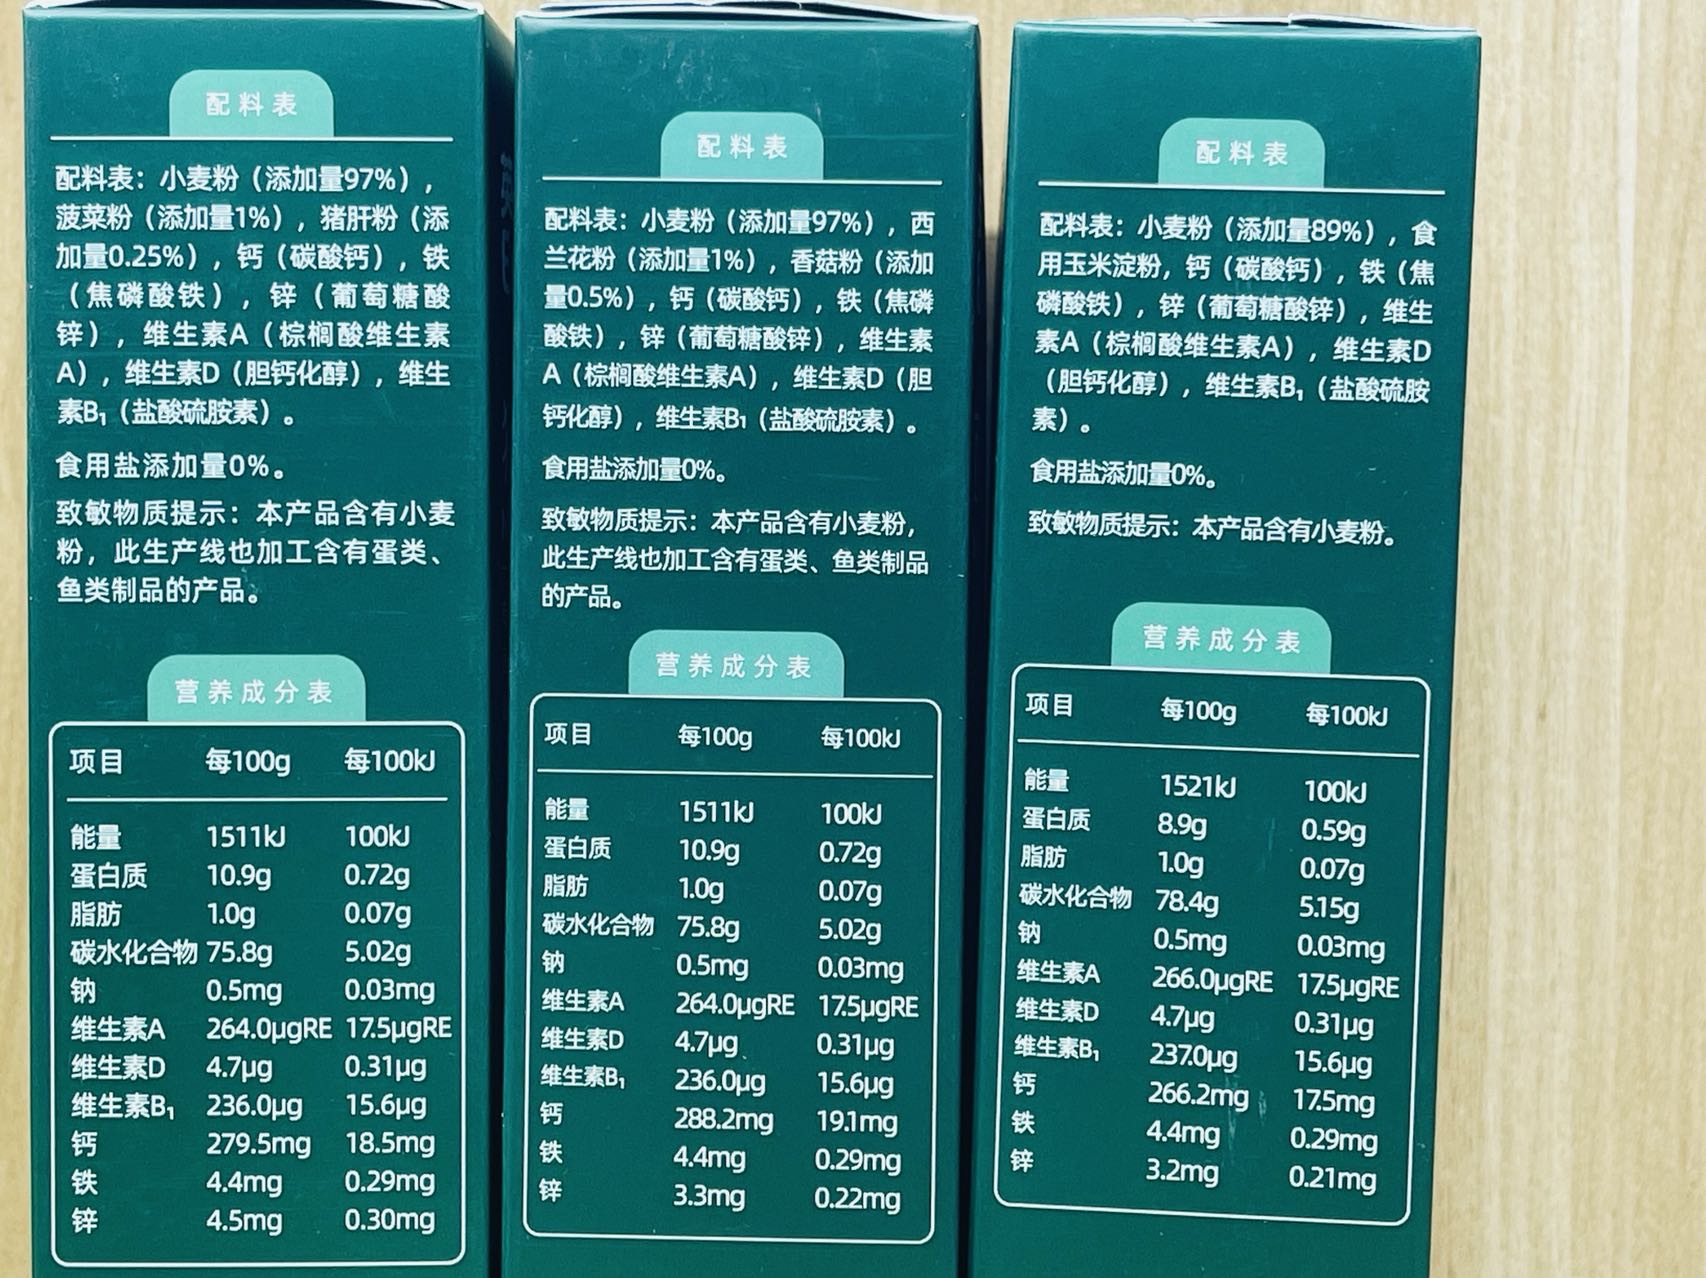 配料表
配料表：小麦粉（添加量97%），
菠菜粉（添加量1%），猪肝粉（添
加量0.25%），钙（碳酸钙），铁
（焦磷酸铁），锌（葡萄糖酸
锌），维生素A（棕榈酸维生素
A），维生素D（胆钙化醇），维生
素B₁（盐酸硫胺素）。
食用盐添加量0%。
致敏物质提示：本产品含有小麦
粉，此生产线也加工含有蛋类、
鱼类制品的产品。
营养成分表
项目 每100g 每100kJ
能量 1511kJ 100kJ
蛋白质 10.9g 0.72g
脂肪 1.0g 0.07g
碳水化合物 75.8g 5.02g
钠 0.5mg 0.03mg
维生素A 264.0μgRE 17.5μgRE
维生素D 4.7μg 0.31μg
维生素B₁ 236.0μg 15.6μg
钙 279.5mg 18.5mg
铁 4.4mg 0.29mg
锌 4.5mg 0.30mg
配料表
配料表：小麦粉（添加量97%），西
兰花粉（添加量1%），香菇粉（添加
量0.5%），钙（碳酸钙），铁（焦磷
酸铁），锌（葡萄糖酸锌），维生素
A（棕榈酸维生素A），维生素D（胆
钙化醇），维生素B₁（盐酸硫胺素）。
食用盐添加量0%。
致敏物质提示：本产品含有小麦粉，
此生产线也加工含有蛋类、鱼类制品
的产品。
营养成分表
项目 每100g 每100kJ
能量 1511kJ 100kJ
蛋白质 10.9g 0.72g
脂肪 1.0g 0.07g
碳水化合物 75.8g 5.02g
钠 0.5mg 0.03mg
维生素A 264.0μgRE 17.5μgRE
维生素D 4.7μg 0.31μg
维生素B₁ 236.0μg 15.6μg
钙 288.2mg 19.1mg
铁 4.4mg 0.29mg
锌 3.3mg 0.22mg
配料表
配料表：小麦粉（添加量89%），食
用玉米淀粉，钙（碳酸钙），铁（焦
磷酸铁），锌（葡萄糖酸锌），维生
素A（棕榈酸维生素A），维生素D
（胆钙化醇），维生素B₁（盐酸硫胺
素）。
食用盐添加量0%。
致敏物质提示：本产品含有小麦粉。
营养成分表
项目 每100g 每100kJ
能量 1521kJ 100kJ
蛋白质 8.9g 0.59g
脂肪 1.0g 0.07g
碳水化合物 78.4g 5.15g
钠 0.5mg 0.03mg
维生素A 266.0μgRE 17.5μgRE
维生素D 4.7μg 0.31μg
维生素B₁ 237.0μg 15.6μg
钙 266.2mg 17.5mg
铁 4.4mg 0.29mg
锌 3.2mg 0.21mg